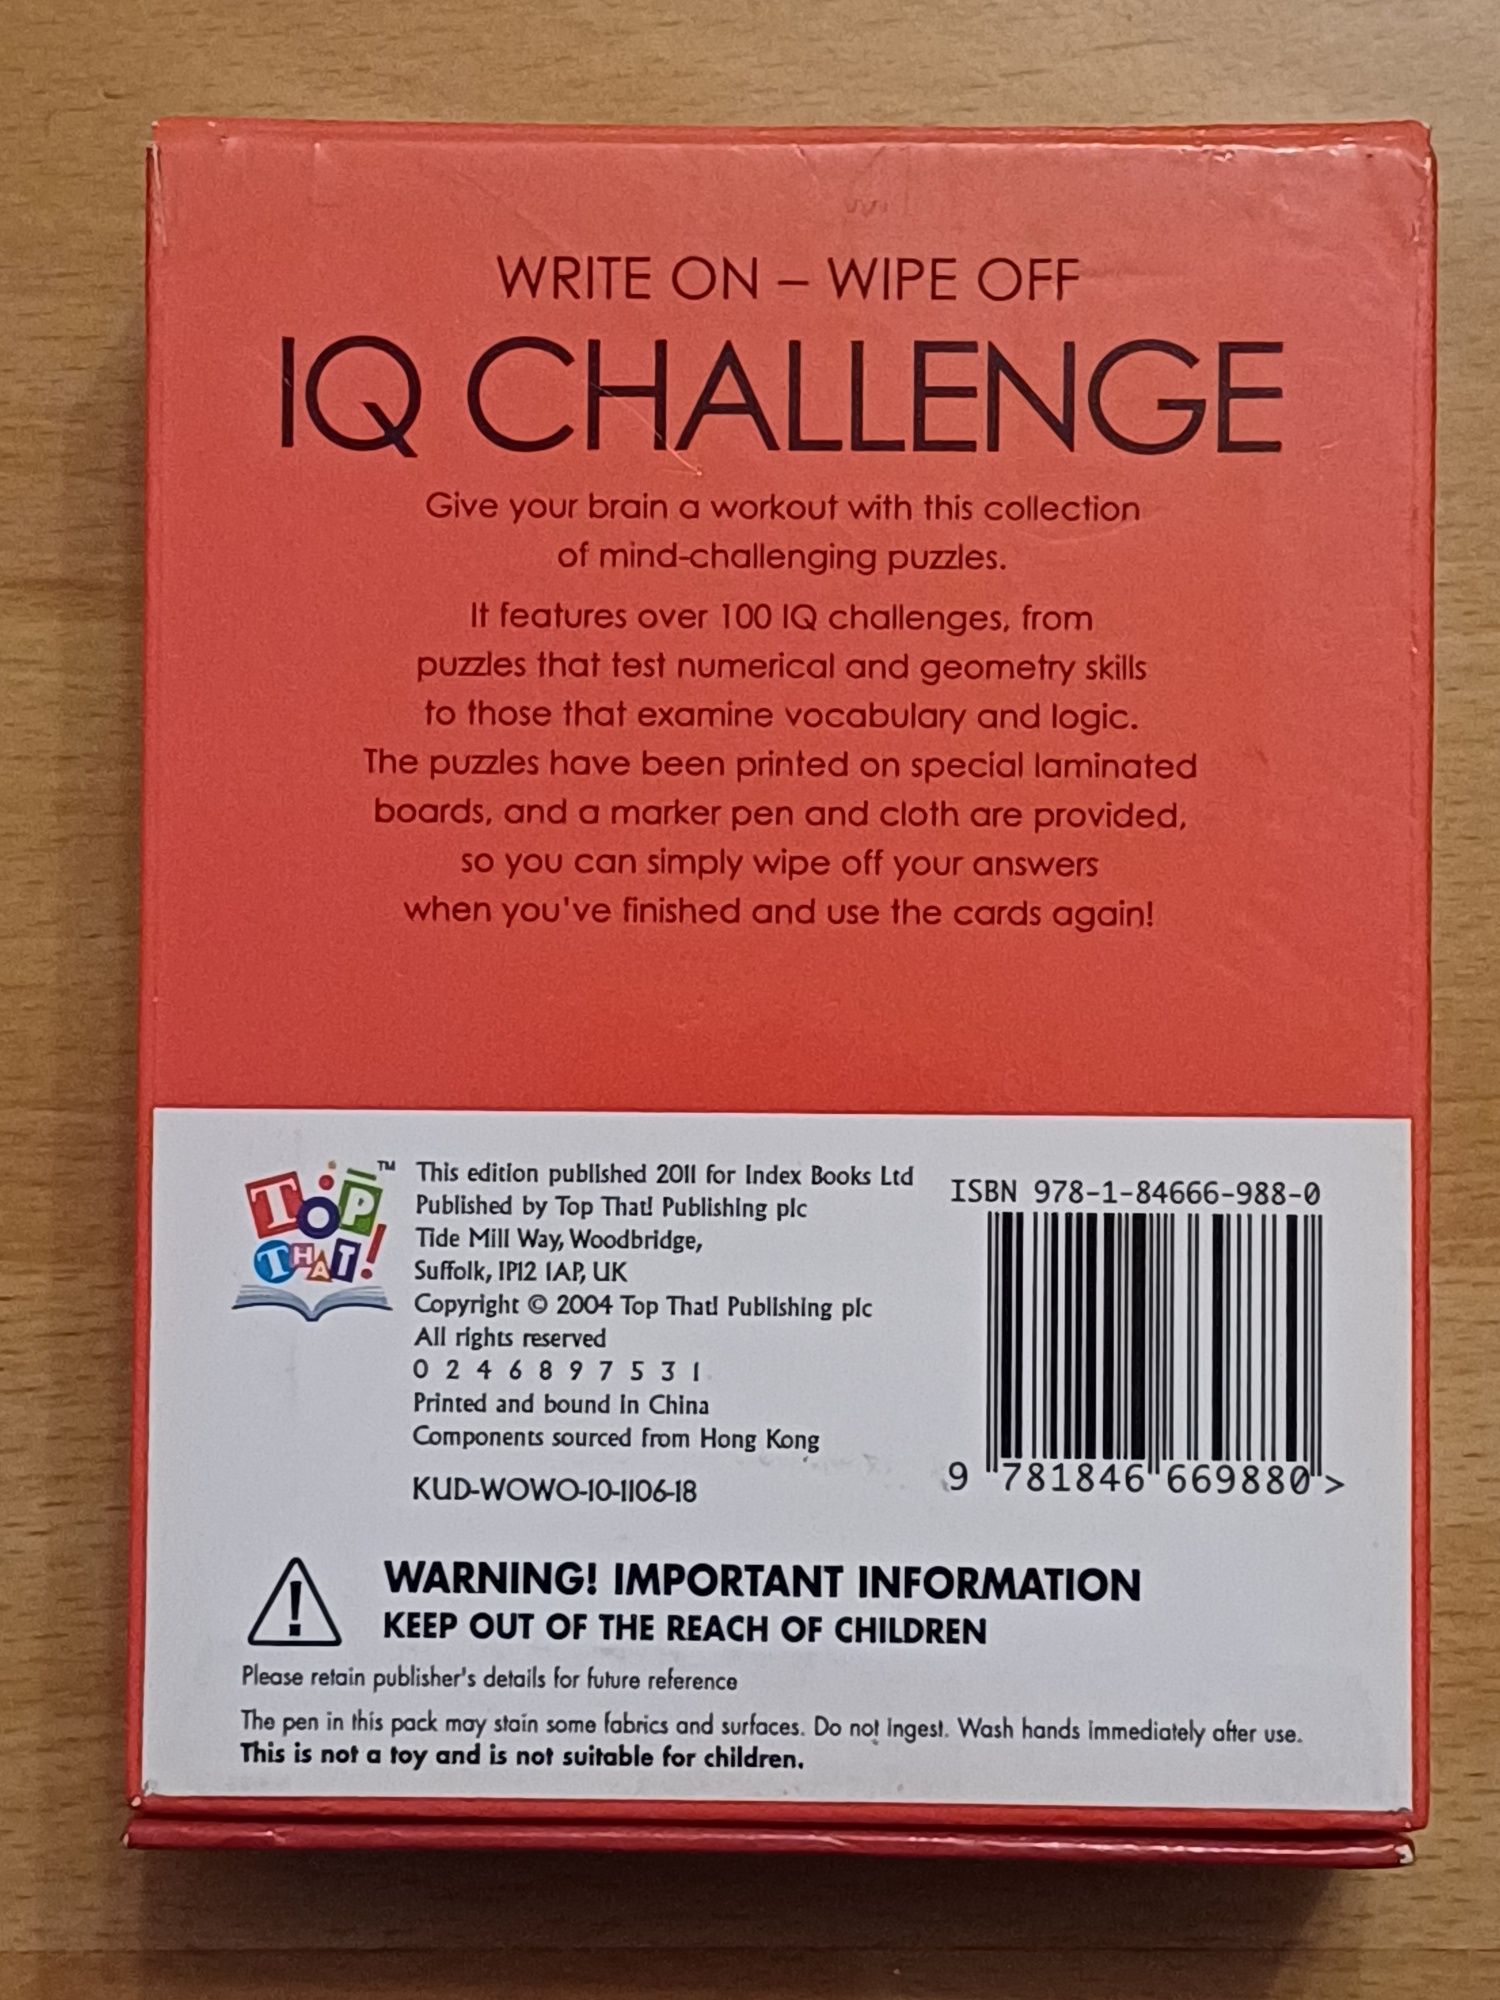 WRITE ON – WIPE OFF
IQ CHALLENGE
Give your brain a workout with this collection
of mind-challenging puzzles.
It features over 100 IQ challenges, from
puzzles that test numerical and geometry skills
to those that examine vocabulary and logic.
The puzzles have been printed on special laminated
boards, and a marker pen and cloth are provided,
so you can simply wipe off your answers
when you've finished and use the cards again!
TOP
THAT!
™
This edition published 2011 for Index Books Ltd
Published by Top That! Publishing plc
Tide Mill Way, Woodbridge,
Suffolk, IP12 1AP, UK
Copyright © 2004 Top That! Publishing plc
All rights reserved
0 2 4 6 8 9 7 5 3 1
Printed and bound in China
Components sourced from Hong Kong
KUD-WOWO-10-1106-18
ISBN 978-1-84666-988-0
9 781846 669880 >
WARNING! IMPORTANT INFORMATION
KEEP OUT OF THE REACH OF CHILDREN
Please retain publisher's details for future reference
The pen in this pack may stain some fabrics and surfaces. Do not ingest. Wash hands immediately after use.
This is not a toy and is not suitable for children.